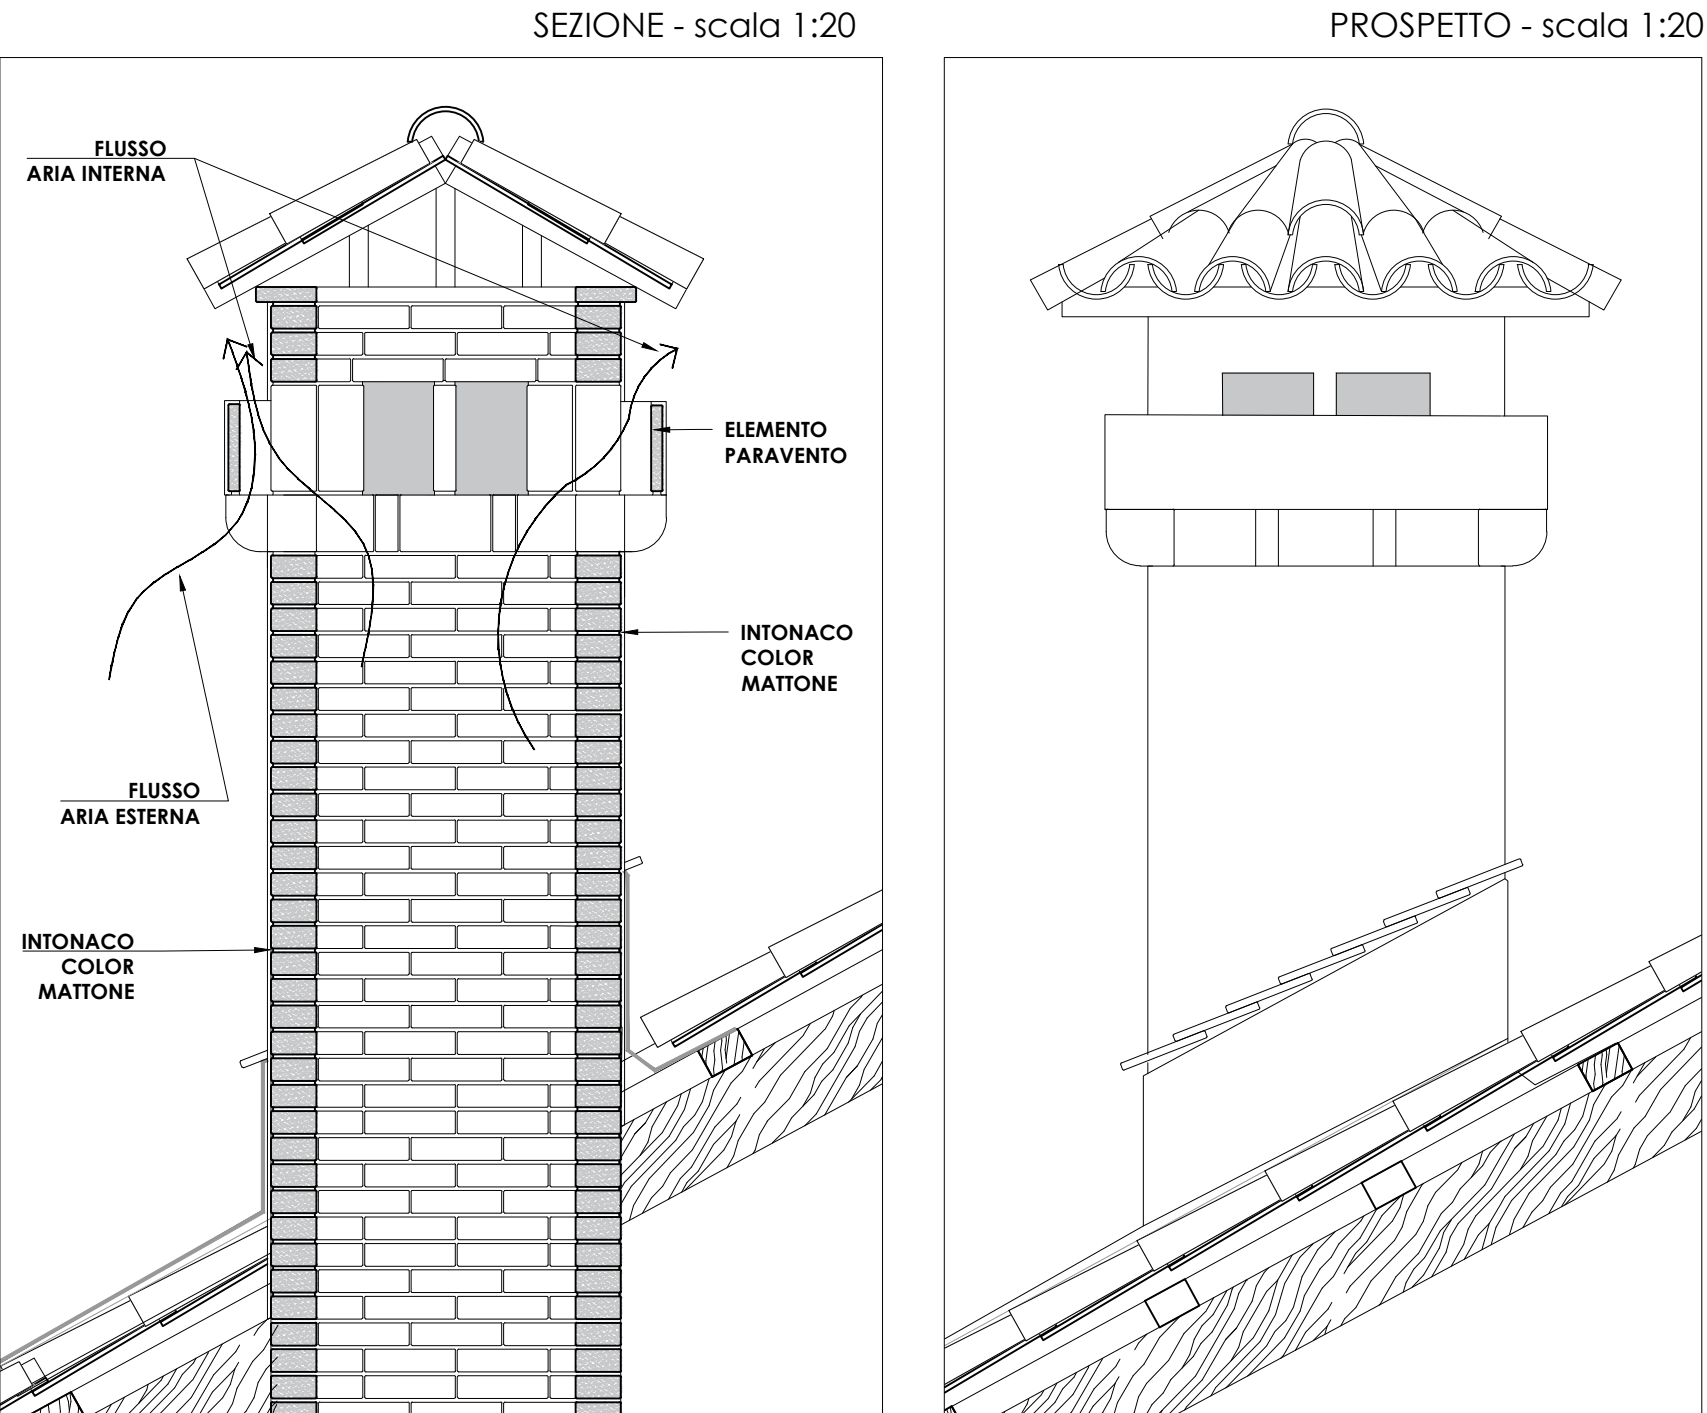 SEZIONE - scala 1:20
PROSPETTO - scala 1:20
FLUSSO
ARIA INTERNA
ELEMENTO
PARAVENTO
INTONACO
COLOR
MATTONE
FLUSSO
ARIA ESTERNA
INTONACO
COLOR
MATTONE